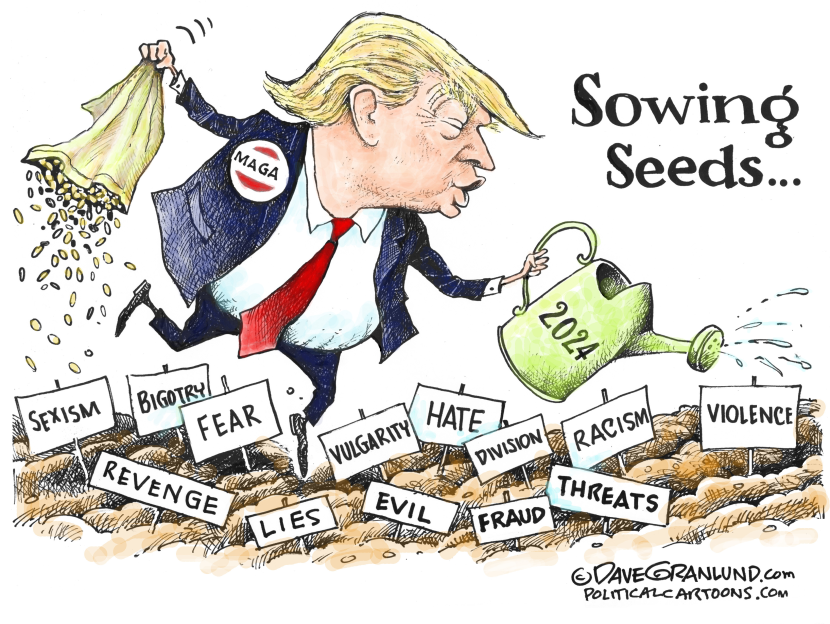 Sowing
Seeds...
MAGA
2024
SEXISM
BIGOTRY
FEAR
VULGARITY
HATE
DIVISION
RACISM
VIOLENCE
REVENGE
LIES
EVIL
FRAUD
THREATS
©DAVEGRANLUND.com
POLITICALCARTOONS.COM